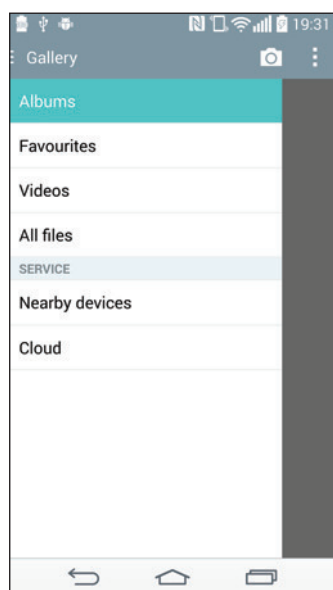 19:31
Gallery
Albums
Favourites
Videos
All files
SERVICE
Nearby devices
Cloud